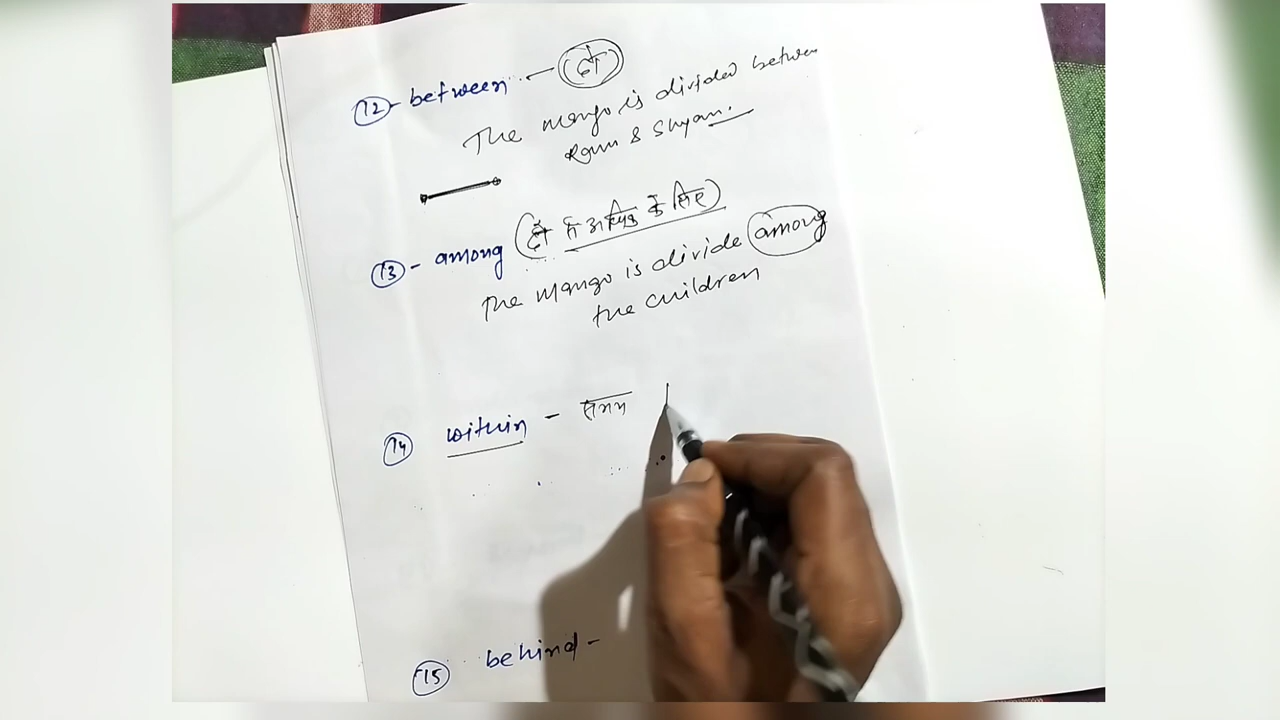 12 - between - दो
The mango is divided between
Ram & Shyam.
13 - among (दो से अधिक के लिए)
The mango is divide among
the children
14 within - समय
15 behind -